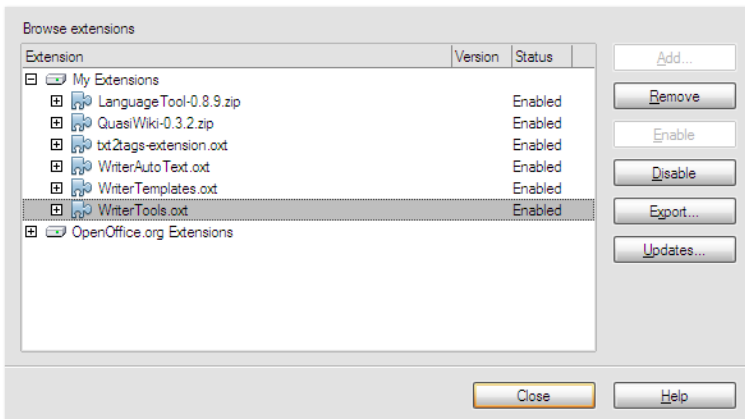 Browse extensions
Extension Version Status
My Extensions
LanguageTool-0.8.9.zip Enabled
QuasiWiki-0.3.2.zip Enabled
txt2tags-extension.oxt Enabled
WriterAutoText.oxt Enabled
WriterTemplates.oxt Enabled
WriterTools.oxt Enabled
OpenOffice.org Extensions
Add...
Remove
Enable
Disable
Export...
Updates...
Close
Help